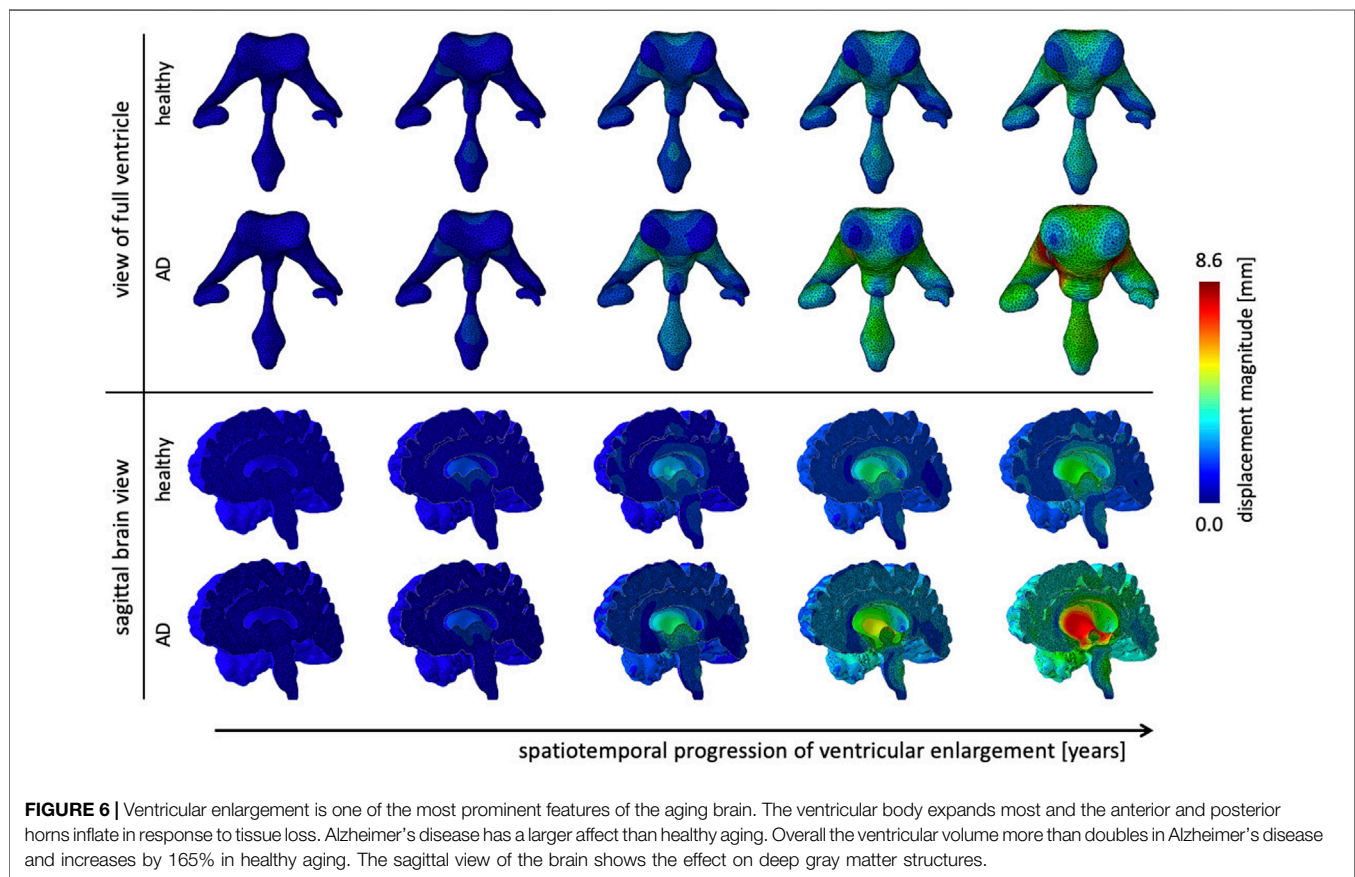 view of full ventricle
healthy
AD
sagittal brain view
healthy
AD
8.6
0.0
displacement magnitude [mm]
spatiotemporal progression of ventricular enlargement [years]
FIGURE 6 | Ventricular enlargement is one of the most prominent features of the aging brain. The ventricular body expands most and the anterior and posterior
horns inflate in response to tissue loss. Alzheimer's disease has a larger affect than healthy aging. Overall the ventricular volume more than doubles in Alzheimer's disease
and increases by 165% in healthy aging. The sagittal view of the brain shows the effect on deep gray matter structures.